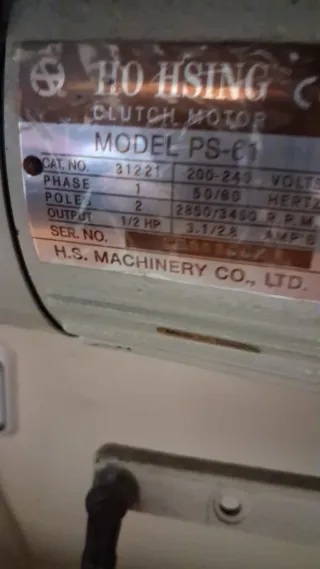 HO HSING
CLUTCH MOTOR
MODEL PS-61
CAT. NO. 31221 200-240 VOLTS
PHASE 1 50/60 HERTZ
POLES 2 2850/3450 R.P.M.
OUTPUT 1/2 HP 3.1/2.8 AMP'S
SER. NO.
H.S. MACHINERY CO., LTD.